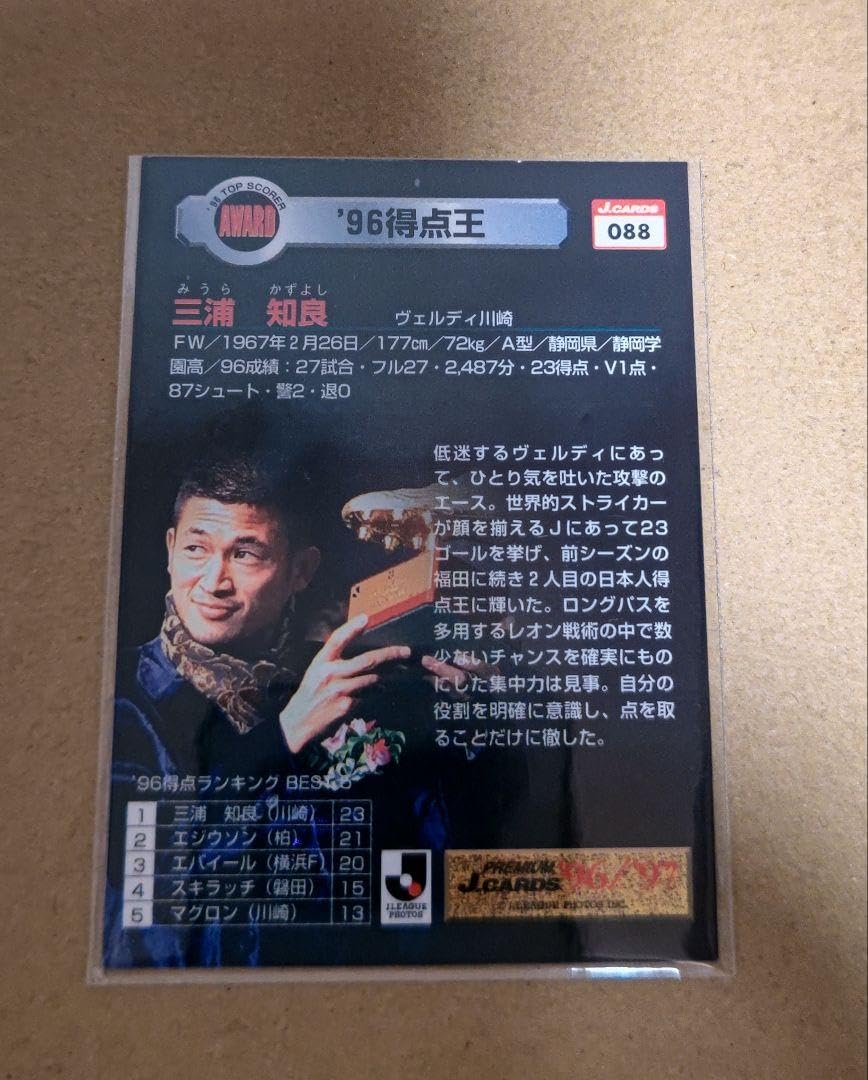 '96 TOP SCORER
AWARD
'96得点王
J.CARDS
088
みうら かずよし
三浦 知良 ヴェルディ川崎
FW/1967年2月26日/177cm/72kg/A型/静岡県/静岡学
園高/96成績：27試合・フル27・2,487分・23得点・V1点・
87シュート・警2・退0
低迷するヴェルディにあっ
て、ひとり気を吐いた攻撃の
エース。世界的ストライカー
が顔を揃えるJにあって23
ゴールを挙げ、前シーズンの
福田に続き2人目の日本人得
点王に輝いた。ロングパスを
多用するレオン戦術の中で数
少ないチャンスを確実にもの
にした集中力は見事。自分の
役割を明確に意識し、点を取
ることだけに徹した。
'96得点ランキング BEST 5
1 三浦 知良（川崎） 23
2 エジウソン（柏） 21
3 エバイール（横浜F） 20
4 スキラッチ（磐田） 15
5 マグロン（川崎） 13
J.LEAGUE
PHOTOS
PREMIUM
J.CARDS '96/'97
© J.LEAGUE PHOTOS INC.